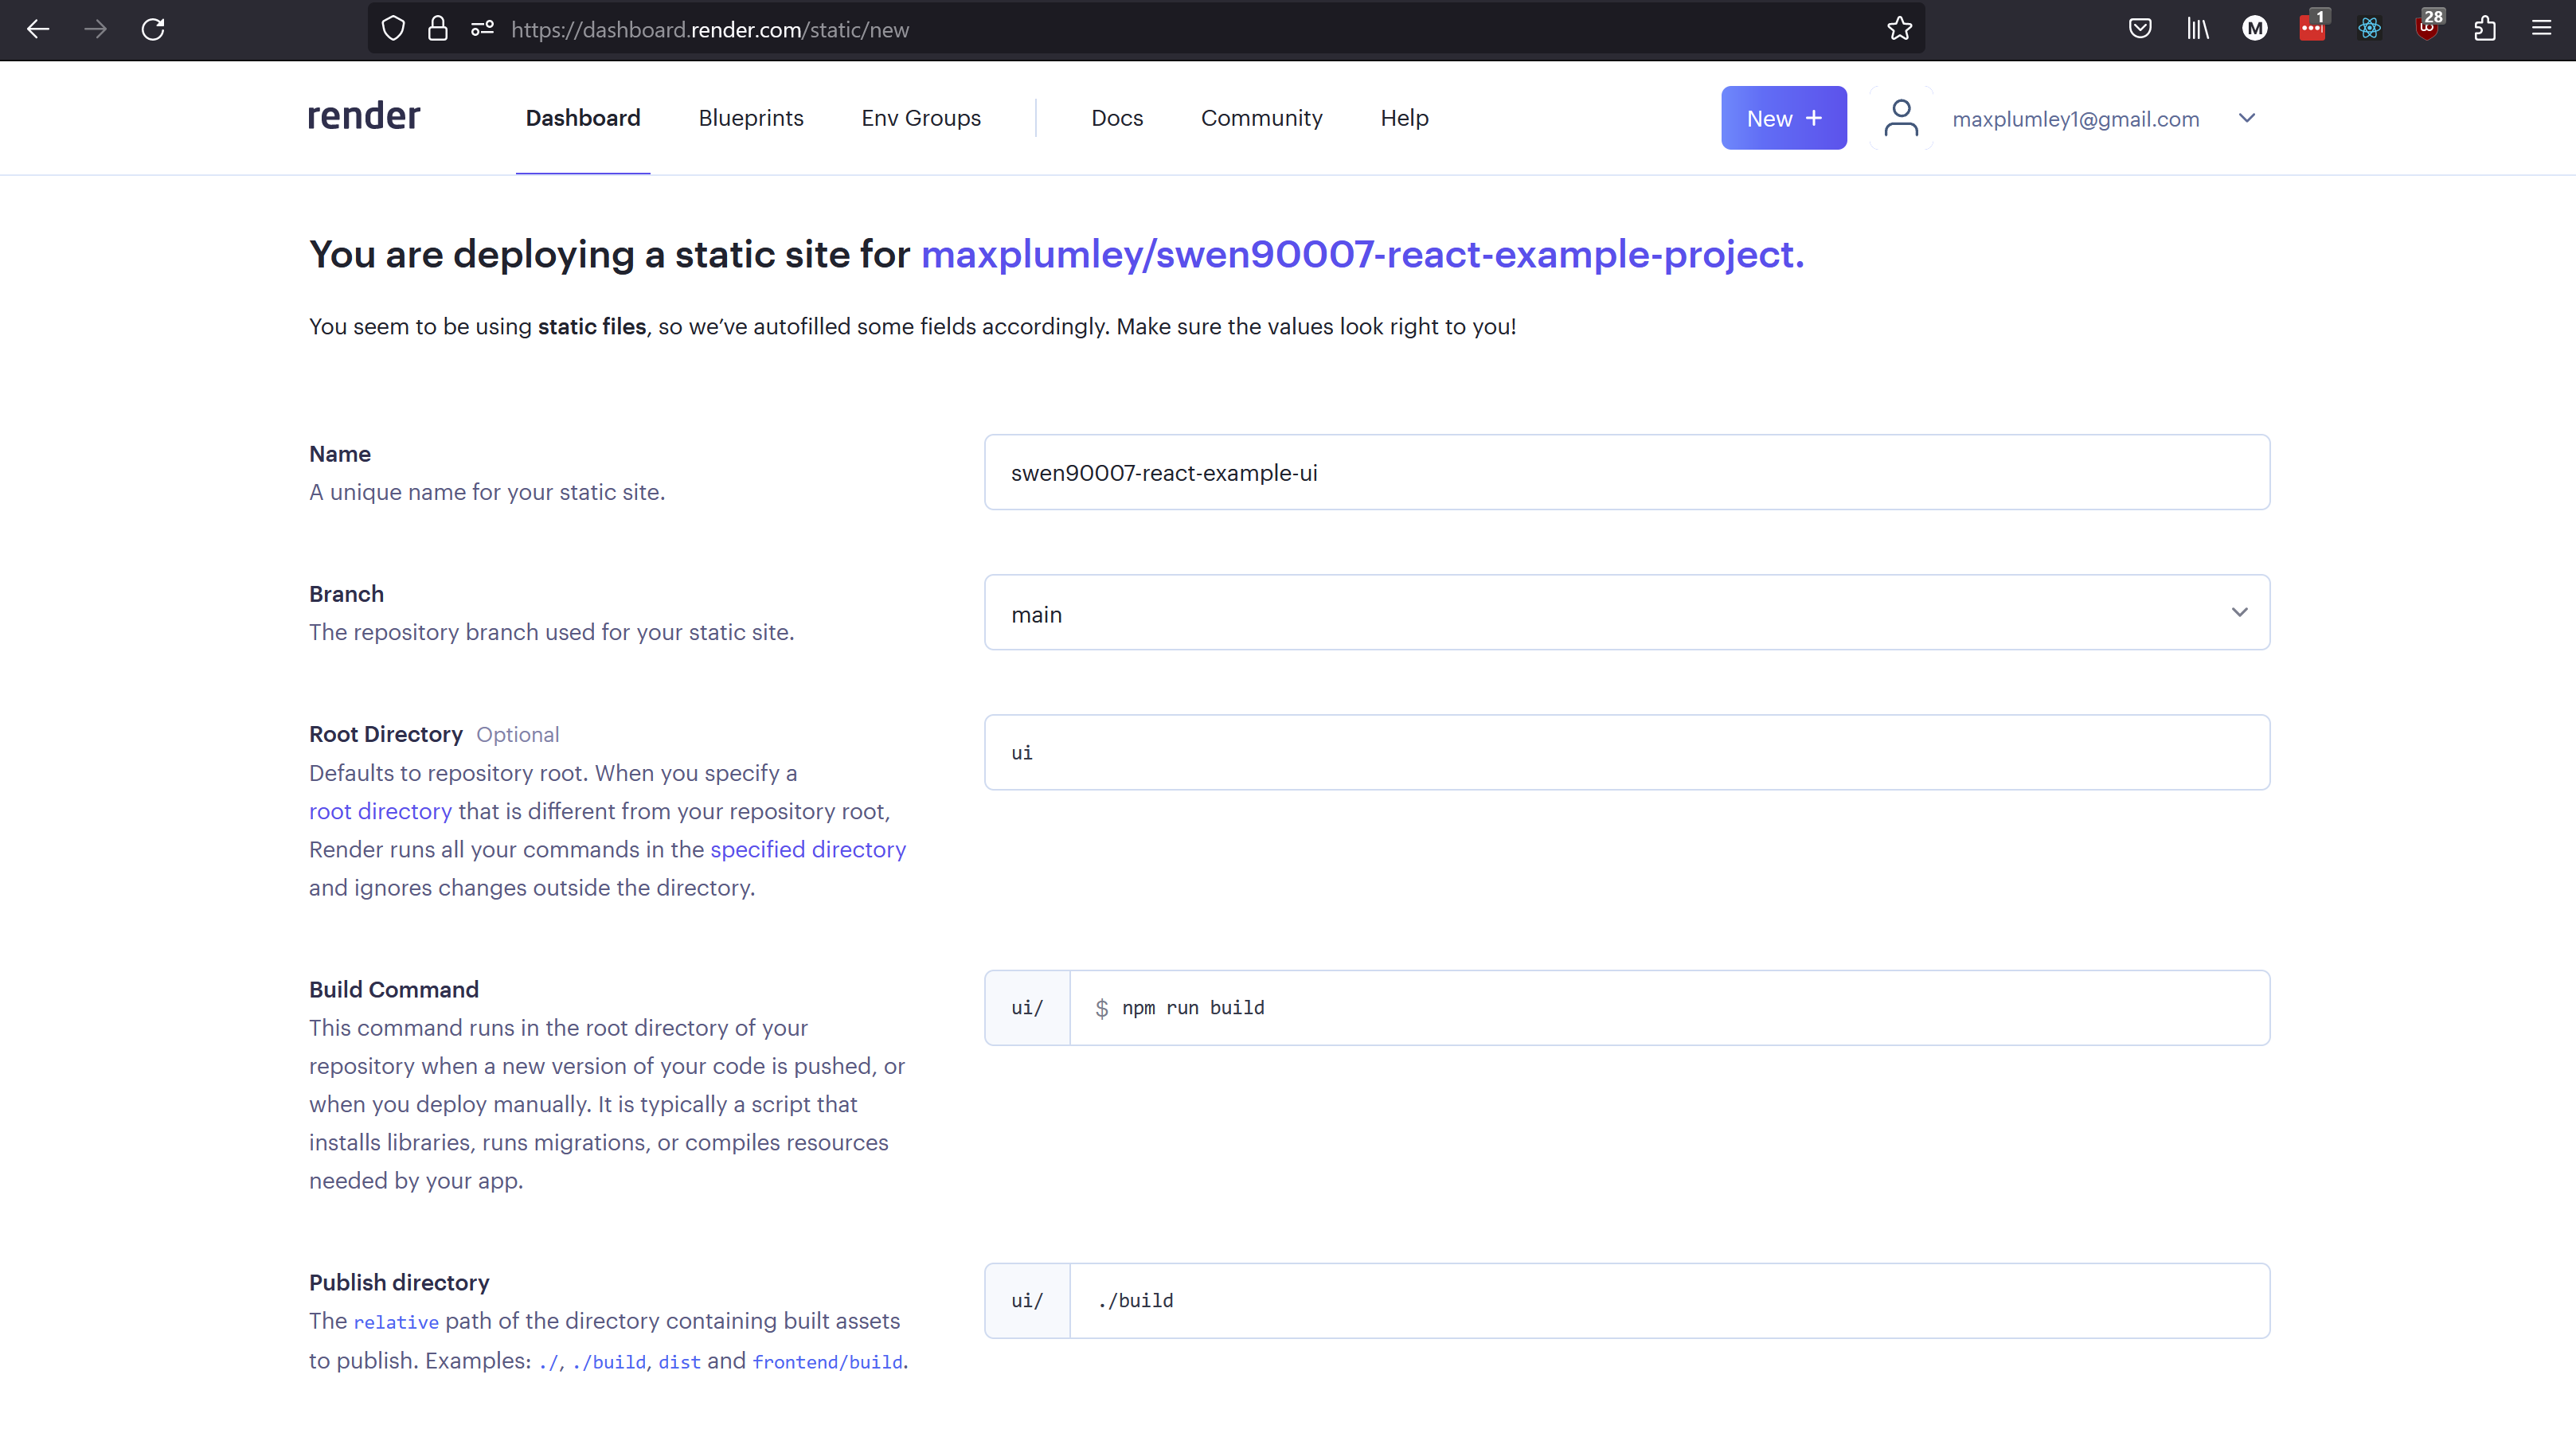 https://dashboard.render.com/static/new
M
1
28
render
Dashboard
Blueprints
Env Groups
Docs
Community
Help
New +
maxplumley1@gmail.com
You are deploying a static site for maxplumley/swen90007-react-example-project.
You seem to be using static files, so we’ve autofilled some fields accordingly. Make sure the values look right to you!
Name
A unique name for your static site.
swen90007-react-example-ui
Branch
The repository branch used for your static site.
main
Root Directory Optional
Defaults to repository root. When you specify a
root directory that is different from your repository root,
Render runs all your commands in the specified directory
and ignores changes outside the directory.
ui
Build Command
This command runs in the root directory of your
repository when a new version of your code is pushed, or
when you deploy manually. It is typically a script that
installs libraries, runs migrations, or compiles resources
needed by your app.
ui/ $ npm run build
Publish directory
The relative path of the directory containing built assets
to publish. Examples: ./, ./build, dist and frontend/build.
ui/ ./build